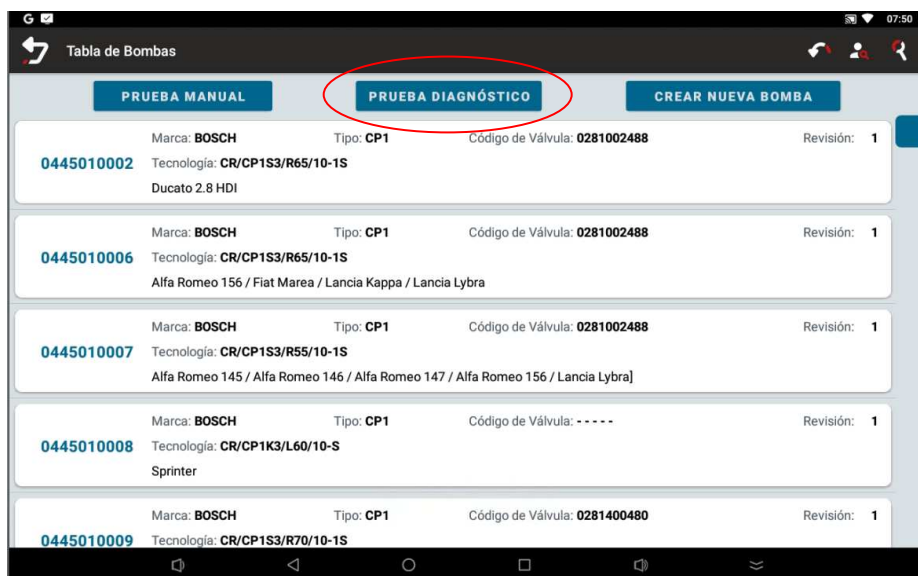 G 07:50
Tabla de Bombas
PRUEBA MANUAL PRUEBA DIAGNÓSTICO CREAR NUEVA BOMBA
Marca: BOSCH Tipo: CP1 Código de Válvula: 0281002488 Revisión: 1
0445010002 Tecnología: CR/CP1S3/R65/10-1S
Ducato 2.8 HDI
Marca: BOSCH Tipo: CP1 Código de Válvula: 0281002488 Revisión: 1
0445010006 Tecnología: CR/CP1S3/R65/10-1S
Alfa Romeo 156 / Fiat Marea / Lancia Kappa / Lancia Lybra
Marca: BOSCH Tipo: CP1 Código de Válvula: 0281002488 Revisión: 1
0445010007 Tecnología: CR/CP1S3/R55/10-1S
Alfa Romeo 145 / Alfa Romeo 146 / Alfa Romeo 147 / Alfa Romeo 156 / Lancia Lybra]
Marca: BOSCH Tipo: CP1 Código de Válvula: - - - - - Revisión: 1
0445010008 Tecnología: CR/CP1K3/L60/10-S
Sprinter
Marca: BOSCH Tipo: CP1 Código de Válvula: 0281400480 Revisión: 1
0445010009 Tecnología: CR/CP1S3/R70/10-1S